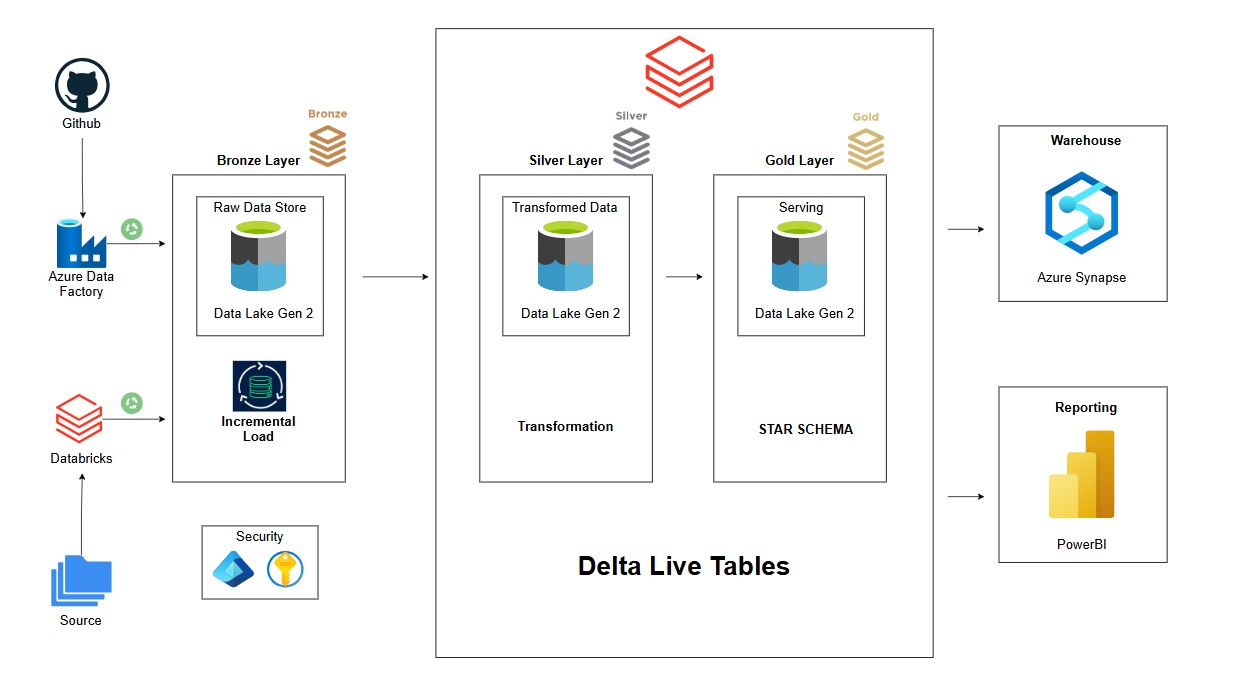 Github
Azure Data
Factory
Databricks
Source
Bronze
Bronze Layer
Raw Data Store
Data Lake Gen 2
Incremental
Load
Security
Silver
Silver Layer
Transformed Data
Data Lake Gen 2
Transformation
Gold
Gold Layer
Serving
Data Lake Gen 2
STAR SCHEMA
Delta Live Tables
Warehouse
Azure Synapse
Reporting
PowerBI